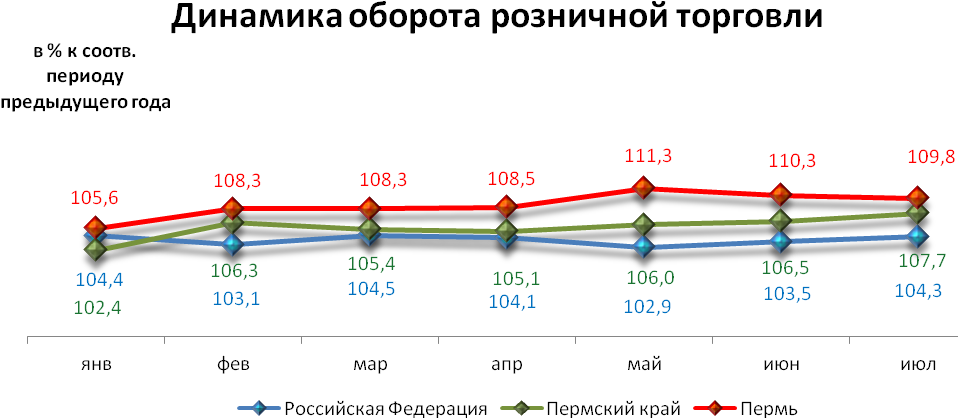 Динамика оборота розничной торговли
в % к соотв.
периоду
предыдущего года
105,6 108,3 108,3 108,5 111,3 110,3 109,8
104,4 106,3 105,4 105,1 106,0 106,5 107,7
102,4 103,1 104,5 104,1 102,9 103,5 104,3
янв фев мар апр май июн июл
Российская Федерация Пермский край Пермь